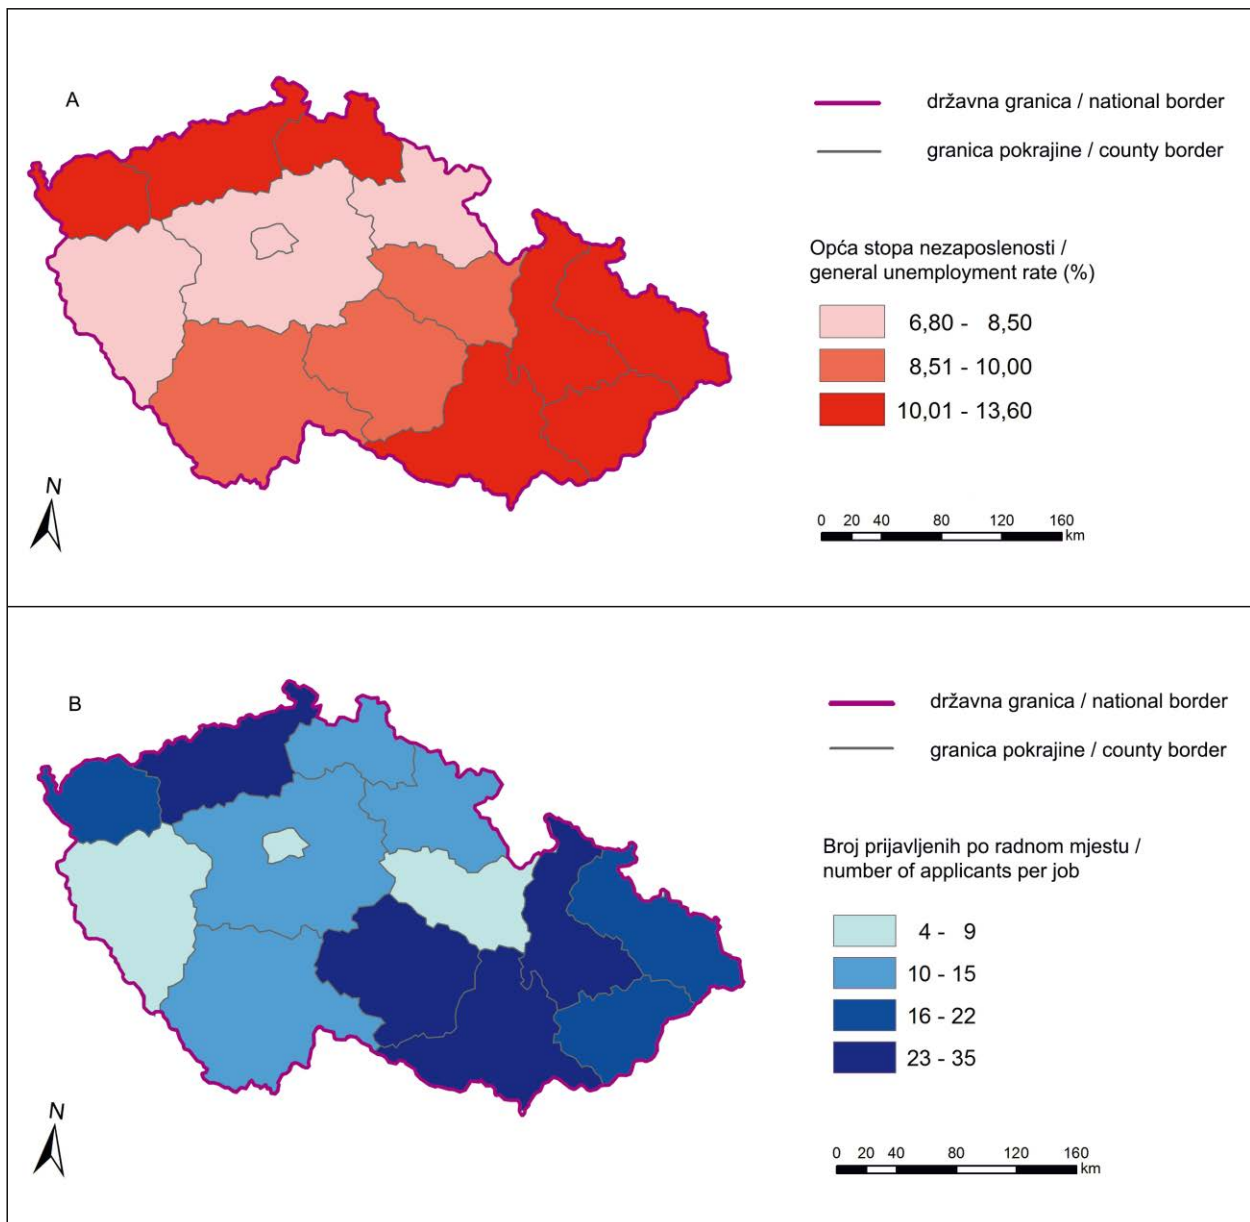 A
državna granica / national border
granica pokrajine / county border
Opća stopa nezaposlenosti /
general unemployment rate (%)
6,80 - 8,50
8,51 - 10,00
10,01 - 13,60
N
0 20 40 80 120 160
km
B
državna granica / national border
granica pokrajine / county border
Broj prijavljenih po radnom mjestu /
number of applicants per job
4 - 9
10 - 15
16 - 22
23 - 35
N
0 20 40 80 120 160
km